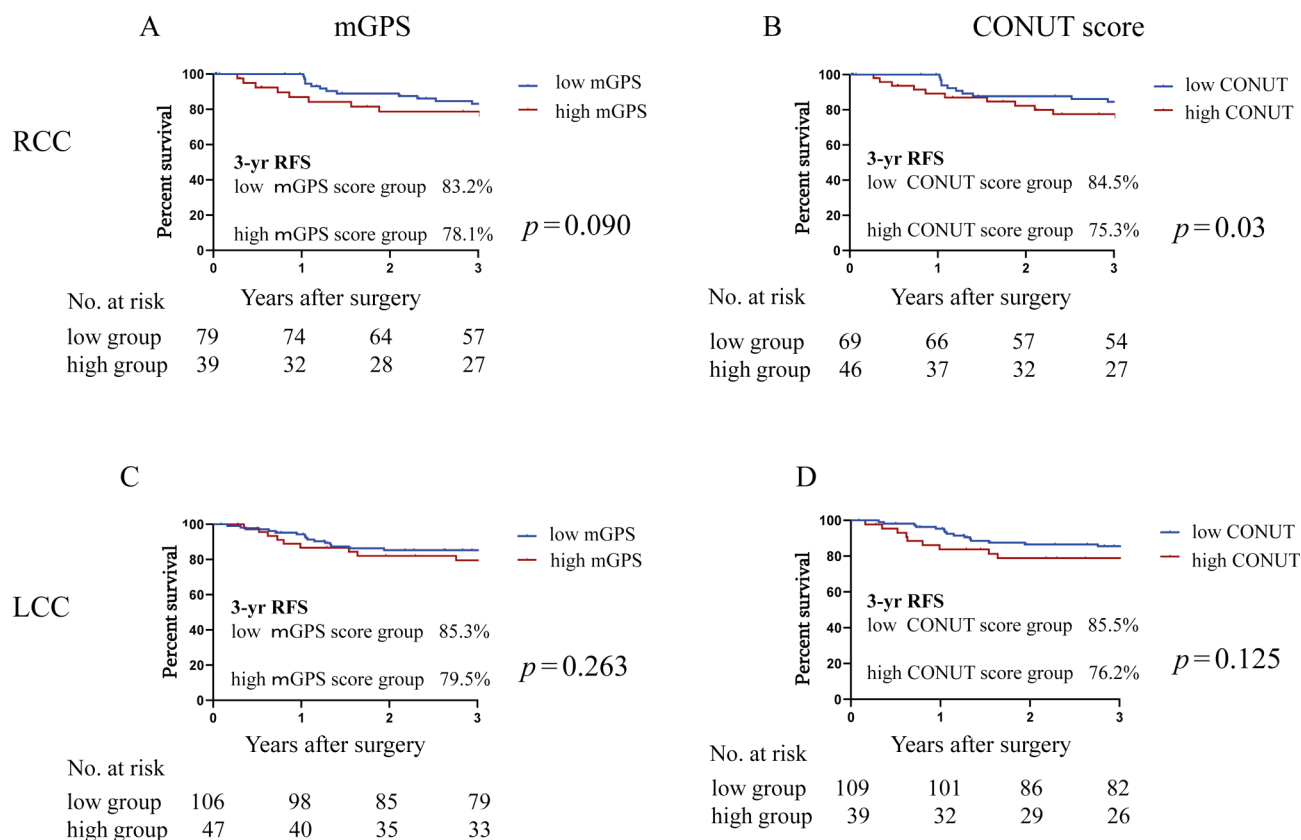 A
mGPS
B
CONUT score
RCC
100
80
60
40
20
0
Percent survival
low mGPS
high mGPS
3-yr RFS
low mGPS score group 83.2%
high mGPS score group 78.1%
p=0.090
0 1 2 3
Years after surgery
No. at risk
low group 79 74 64 57
high group 39 32 28 27
100
80
60
40
20
0
Percent survival
low CONUT
high CONUT
3-yr RFS
low CONUT score group 84.5%
high CONUT score group 75.3%
p=0.03
0 1 2 3
Years after surgery
No. at risk
low group 69 66 57 54
high group 46 37 32 27
LCC
C
100
80
60
40
20
0
Percent survival
low mGPS
high mGPS
3-yr RFS
low mGPS score group 85.3%
high mGPS score group 79.5%
p=0.263
0 1 2 3
Years after surgery
No. at risk
low group 106 98 85 79
high group 47 40 35 33
D
100
80
60
40
20
0
Percent survival
low CONUT
high CONUT
3-yr RFS
low CONUT score group 85.5%
high CONUT score group 76.2%
p=0.125
0 1 2 3
Years after surgery
No. at risk
low group 109 101 86 82
high group 39 32 29 26